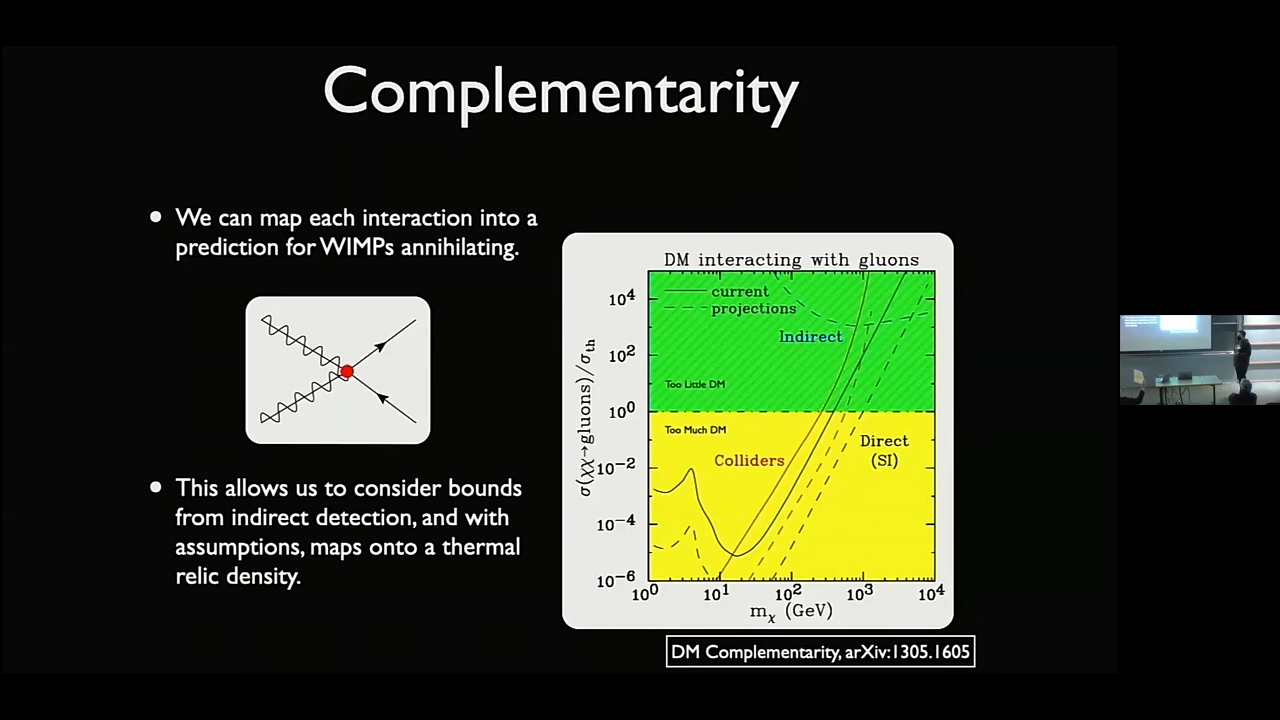 Complementarity
• We can map each interaction into a
prediction for WIMPs annihilating.
• This allows us to consider bounds
from indirect detection, and with
assumptions, maps onto a thermal
relic density.
DM interacting with gluons
current
projections
Indirect
Too Little DM
Too Much DM
Colliders
Direct
(SI)
σ(χχ→gluons)/σth
10⁴
10²
10⁰
10⁻²
10⁻⁴
10⁻⁶
10⁰ 10¹ 10² 10³ 10⁴
mχ (GeV)
DM Complementarity, arXiv:1305.1605